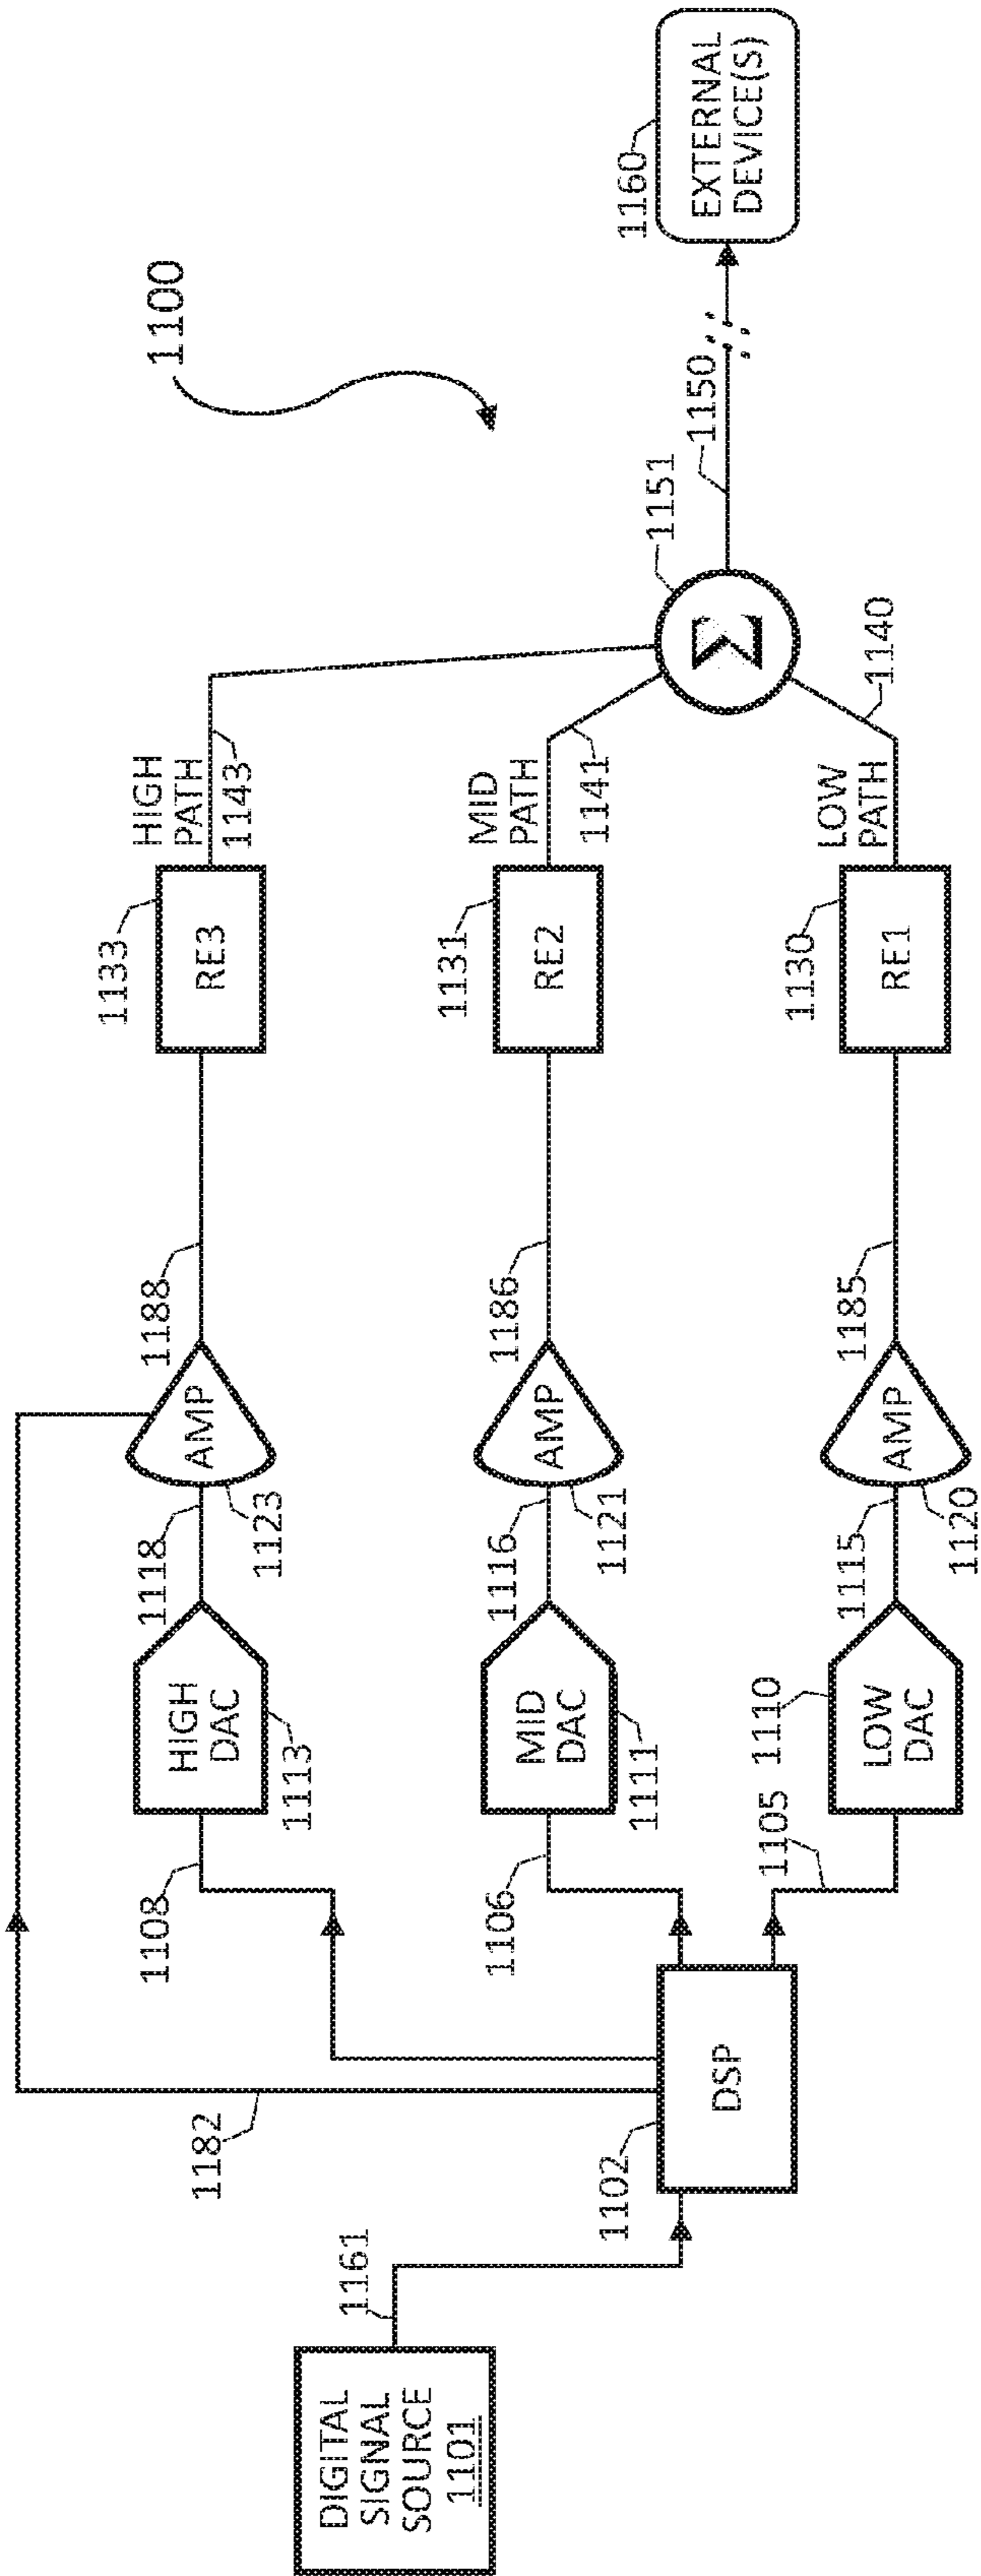 1100
DIGITAL
SIGNAL
SOURCE
1101
1161
1102
DSP
1182
1108
1106
1105
HIGH
DAC
1113
MID
DAC
1111
LOW
DAC
1110
1118
1116
1115
AMP
1123
AMP
1121
AMP
1120
1188
1186
1185
1133
RE3
1131
RE2
1130
RE1
HIGH
PATH
1143
MID
PATH
1141
LOW
PATH
1140
Σ
1151
1150
1160
EXTERNAL
DEVICE(S)